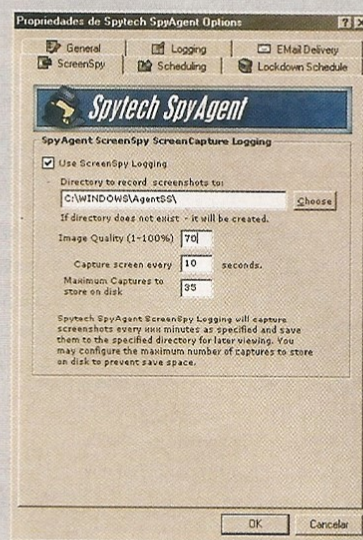 Propriedades de Spytech SpyAgent Options
General
Logging
EMail Delivery
ScreenSpy
Scheduling
Lockdown Schedule
Spytech SpyAgent
SpyAgent ScreenSpy ScreenCapture Logging
Use ScreenSpy Logging
Directory to record screenshots to:
C:\WINDOWS\AgentSS\
Choose
If directory does not exist - it will be created.
Image Quality (1-100%) 70
Capture screen every 10 seconds.
Maximum Captures to
store on disk
35
Spytech SpyAgent ScreenSpy Logging will capture
screenshots every xxx minutes as specified and save
them to the specified directory for later viewing. You
may configure the maximum number of captures to store
on disk to prevent save space.
OK
Cancelar